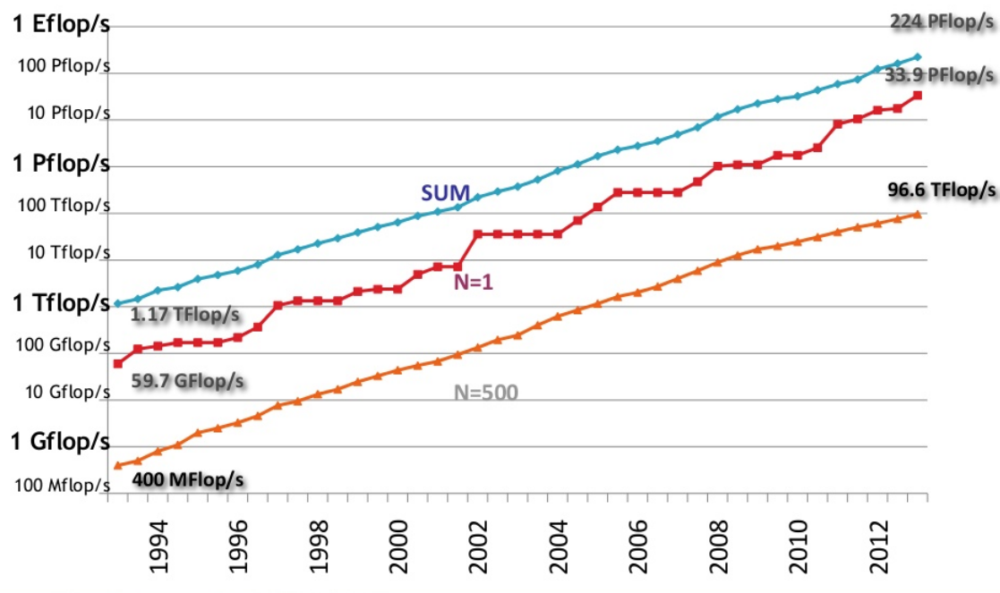 1 Eflop/s
224 PFlop/s
100 Pflop/s
33.9 PFlop/s
10 Pflop/s
1 Pflop/s
SUM
96.6 TFlop/s
100 Tflop/s
10 Tflop/s
N=1
1 Tflop/s
1.17 TFlop/s
100 Gflop/s
59.7 GFlop/s
10 Gflop/s
N=500
1 Gflop/s
400 MFlop/s
100 Mflop/s
1994
1996
1998
2000
2002
2004
2006
2008
2010
2012